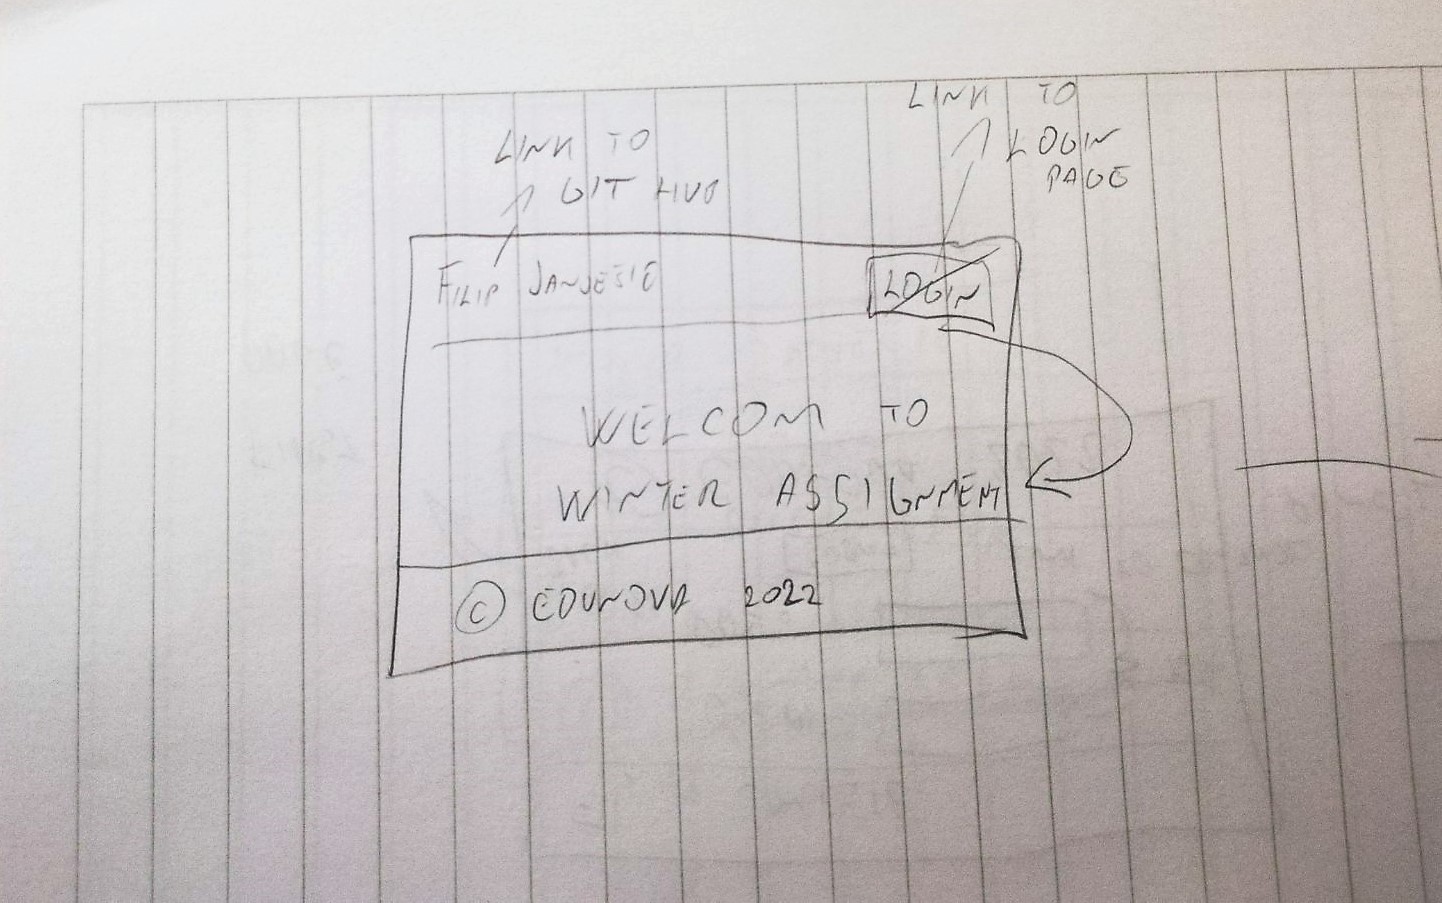 LINK TO
LOGIN
PAGE
LINK TO
GIT HUB
FILIP JANJEŠIĆ
LOGIN
WELCOM TO
WINTER ASSIGNMENT
© EDUNOVA 2022